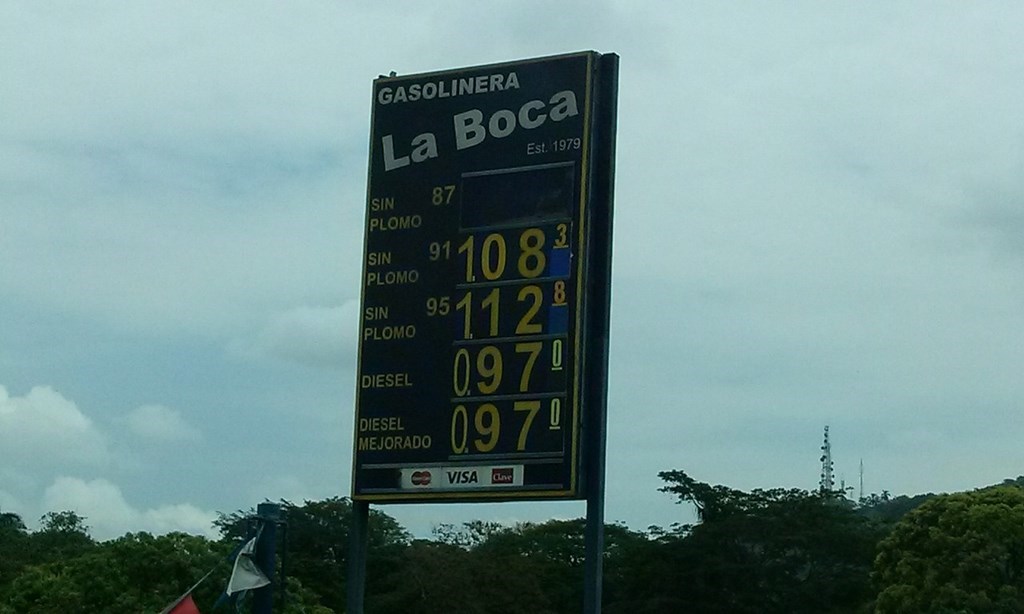 GASOLINERA
La Boca
Est. 1979
SIN PLOMO 87
SIN PLOMO 91 1.08 3
SIN PLOMO 95 1.12 8
DIESEL 0.97 0
DIESEL MEJORADO 0.97 0
MasterCard VISA Clave